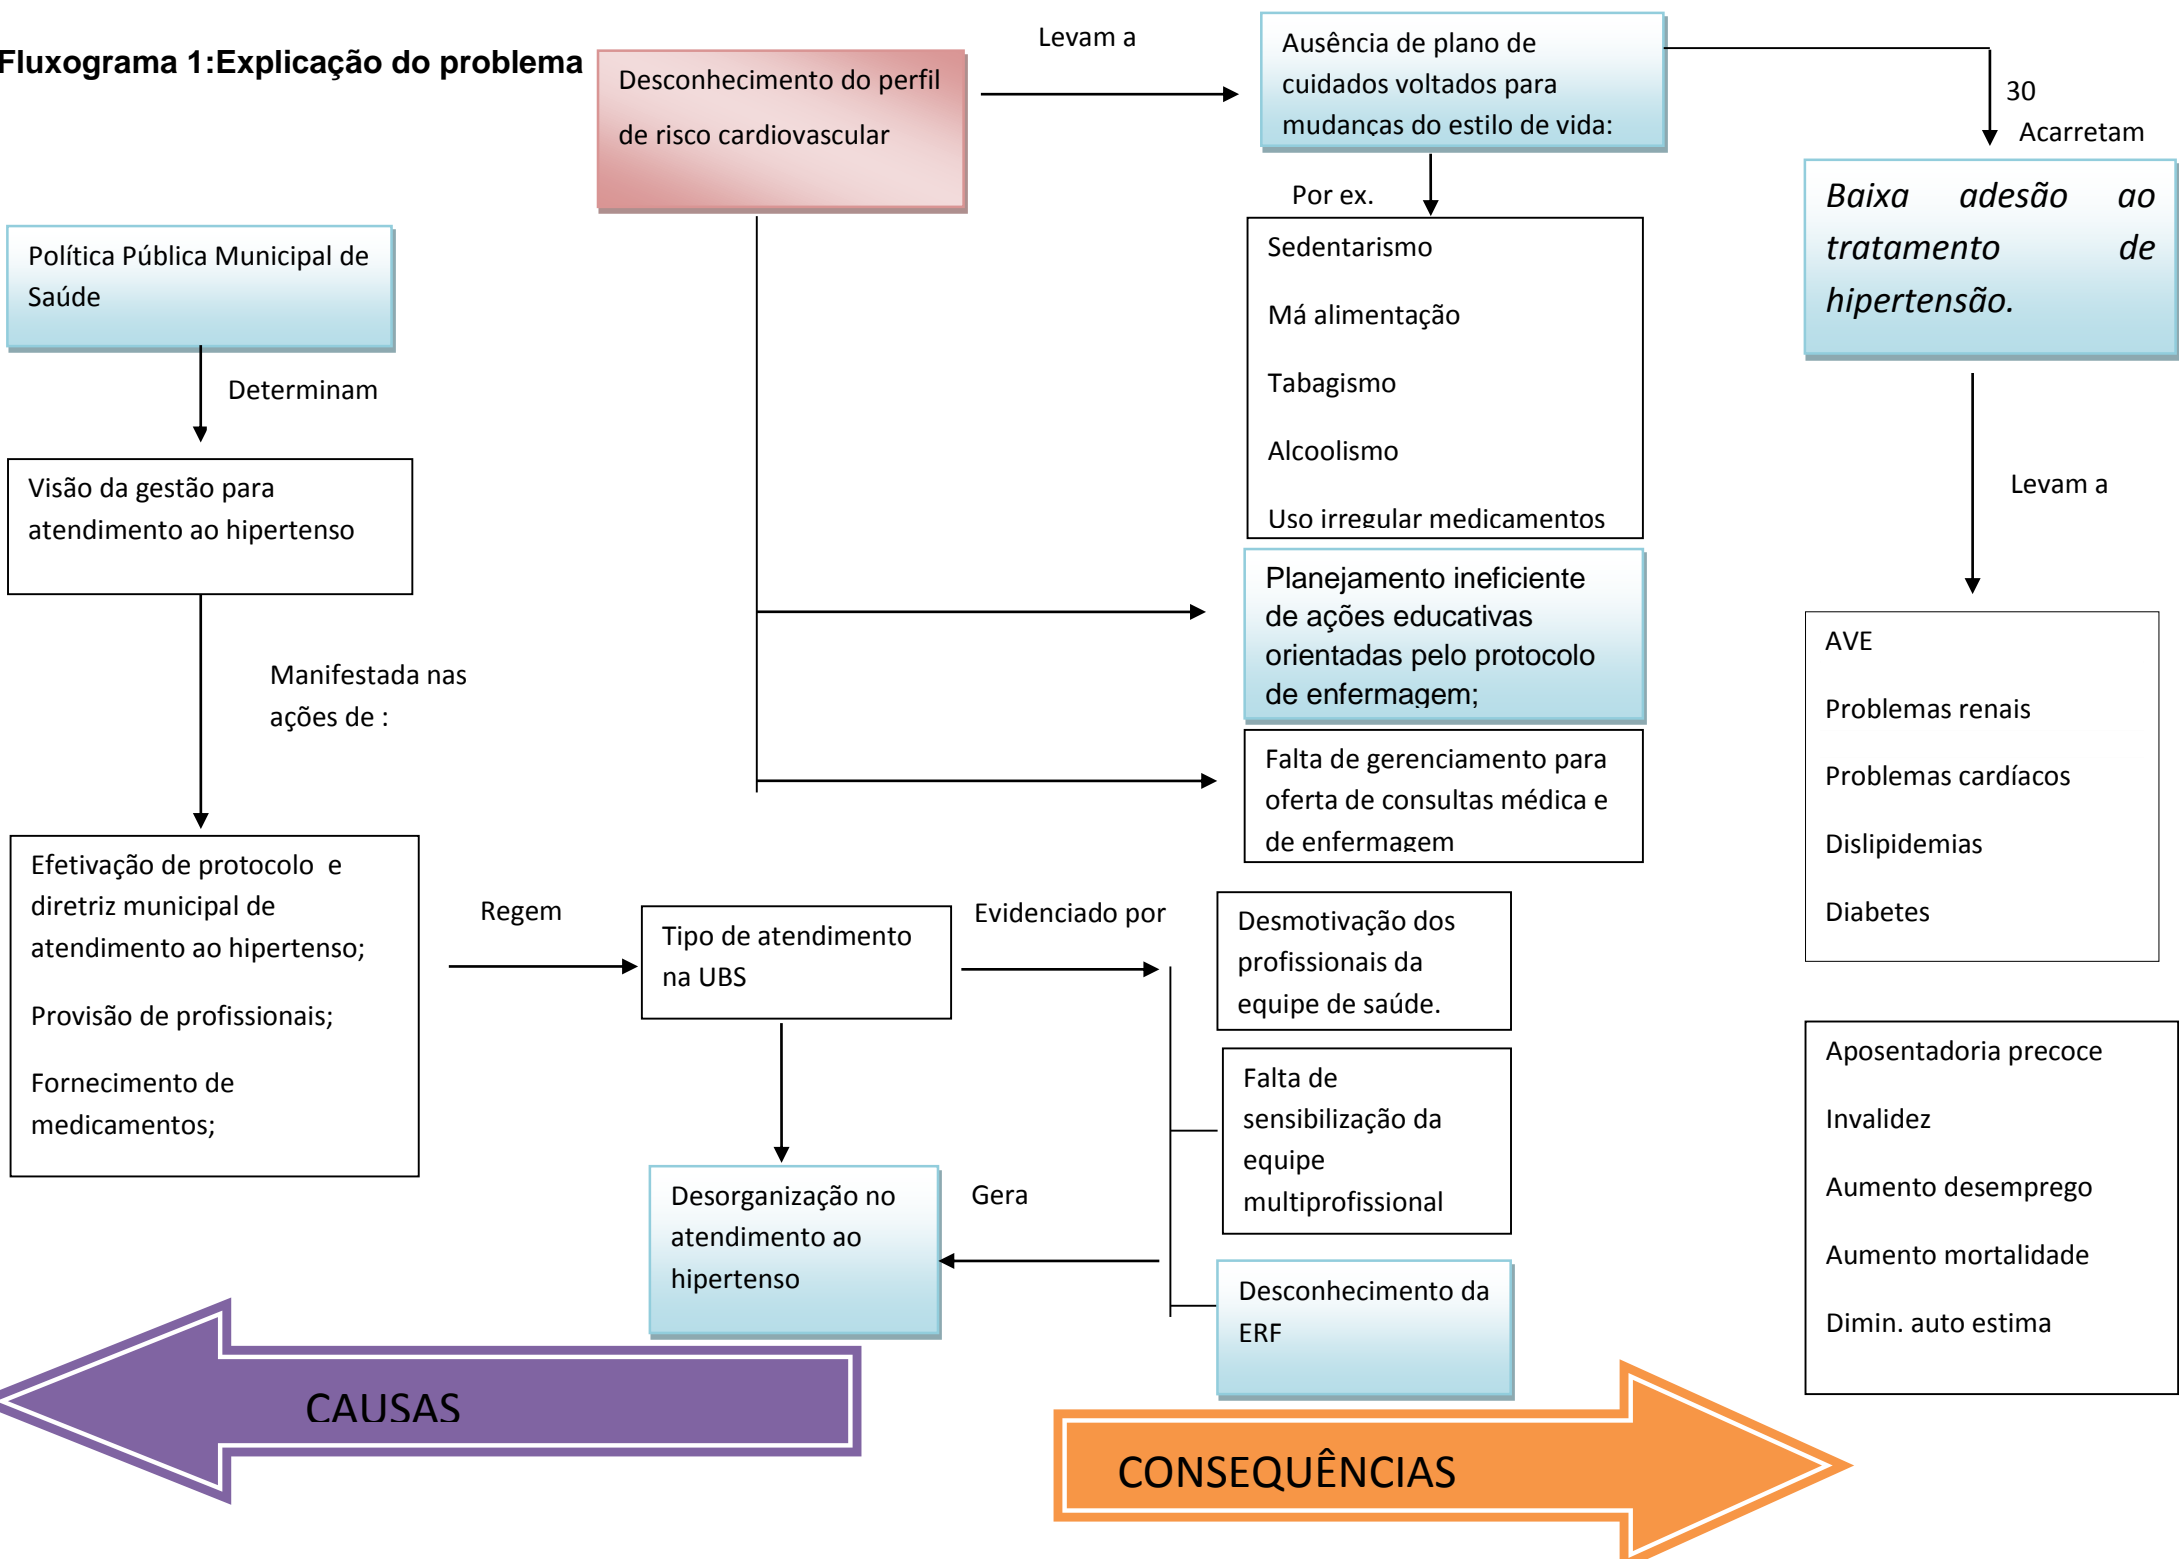 Fluxograma 1:Explicação do problema
Desconhecimento do perfil
de risco cardiovascular
Levam a
Ausência de plano de
cuidados voltados para
mudanças do estilo de vida:
30
Acarretam
Por ex.
Sedentarismo
Má alimentação
Tabagismo
Alcoolismo
Uso irregular medicamentos
Baixa adesão ao
tratamento de
hipertensão.
Levam a
Política Pública Municipal de
Saúde
Determinam
Visão da gestão para
atendimento ao hipertenso
Manifestada nas
ações de :
Planejamento ineficiente
de ações educativas
orientadas pelo protocolo
de enfermagem;
Falta de gerenciamento para
oferta de consultas médica e
de enfermagem
AVE
Problemas renais
Problemas cardíacos
Dislipidemias
Diabetes
Efetivação de protocolo  e
diretriz municipal de
atendimento ao hipertenso;
Provisão de profissionais;
Fornecimento de
medicamentos;
Regem
Tipo de atendimento
na UBS
Evidenciado por
Desmotivação dos
profissionais da
equipe de saúde.
Falta de
sensibilização da
equipe
multiprofissional
Desorganização no
atendimento ao
hipertenso
Gera
Desconhecimento da
ERF
Aposentadoria precoce
Invalidez
Aumento desemprego
Aumento mortalidade
Dimin. auto estima
CAUSAS
CONSEQUÊNCIAS